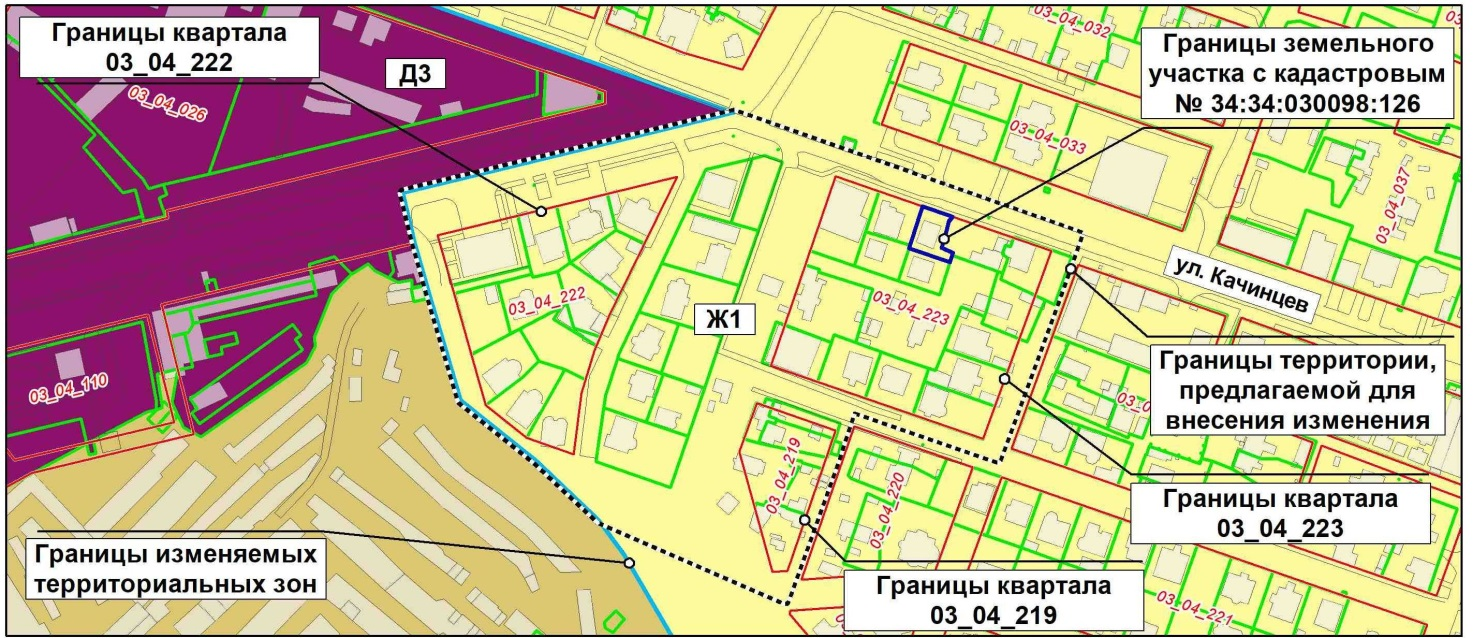 Границы квартала
03_04_222
Д3
03_04_026
03_04_032
Границы земельного
участка с кадастровым
№ 34:34:030098:126
03_04_033
03_04_037
ул. Качинцев
03_04_222
Ж1
03_04_223
03_04_110
Границы территории,
предлагаемой для
внесения изменения
03_04_219
03_04_220
Границы квартала
03_04_223
Границы изменяемых
территориальных зон
Границы квартала
03_04_219
03_04_221